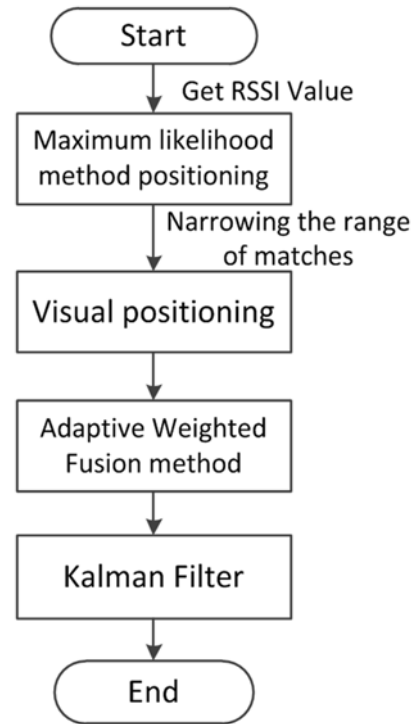 Start
Get RSSI Value
Maximum likelihood
method positioning
Narrowing the range
of matches
Visual positioning
Adaptive Weighted
Fusion method
Kalman Filter
End